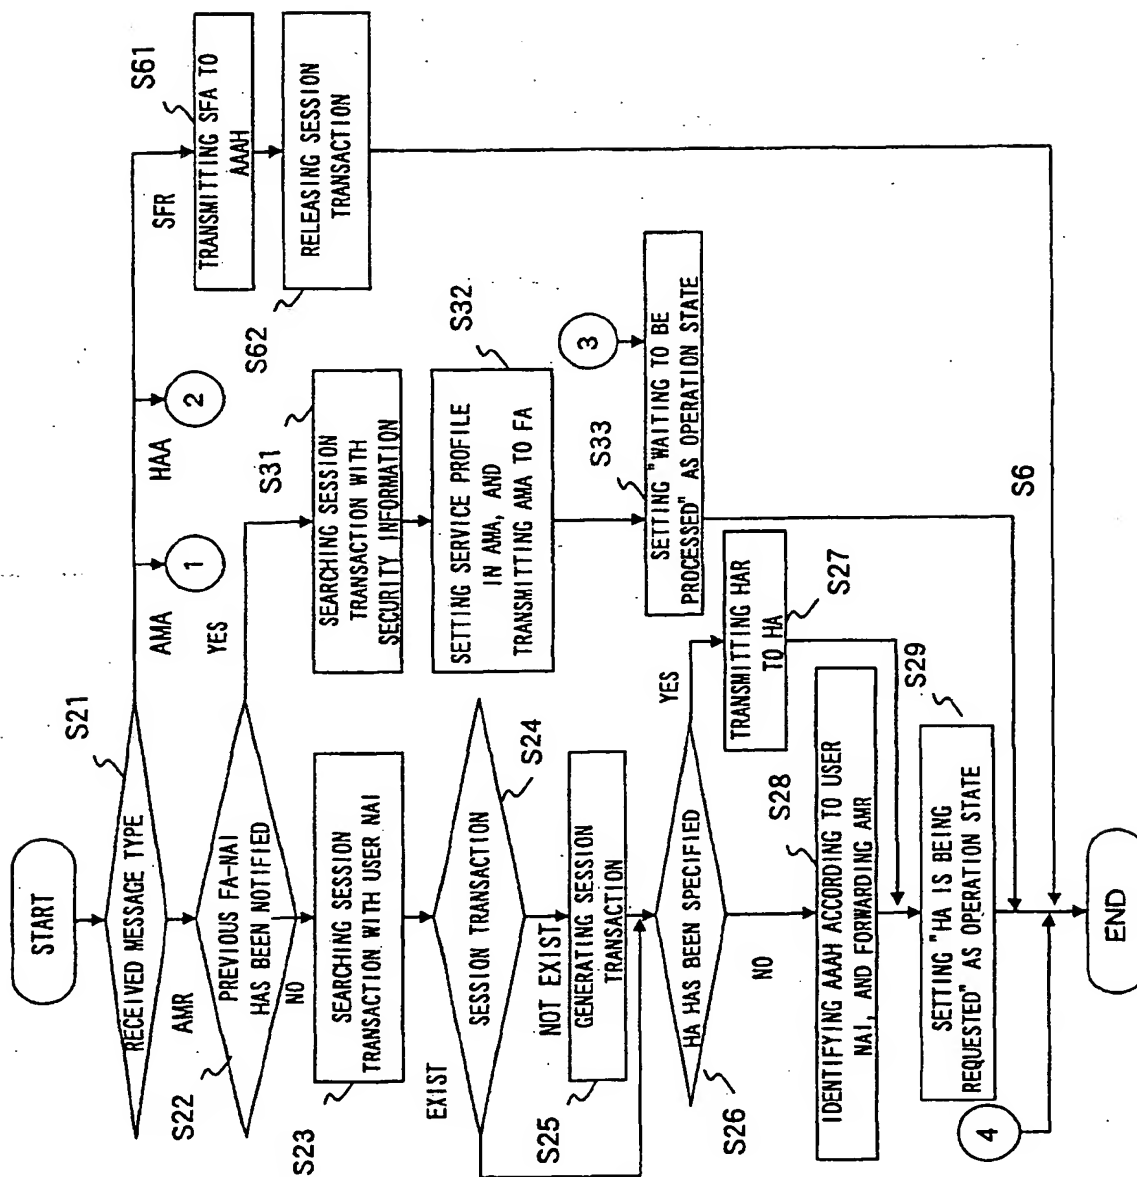 START
S21
RECEIVED MESSAGE TYPE
AMR
AMA
1
HAA
2
SFR
S61
TRANSMITTING SFA TO
AAAH
S62
RELEASING SESSION
TRANSACTION
S22
PREVIOUS FA-NAI
HAS BEEN NOTIFIED
YES
NO
S31
SEARCHING SESSION
TRANSACTION WITH
SECURITY INFORMATION
S32
SETTING SERVICE PROFILE
IN AMA, AND
TRANSMITTING AMA TO FA
3
S33
SETTING "WAITING TO BE
PROCESSED" AS OPERATION STATE
S23
SEARCHING SESSION
TRANSACTION WITH USER NAI
S24
SESSION TRANSACTION
EXIST
NOT EXIST
S25
GENERATING SESSION
TRANSACTION
S26
HA HAS BEEN SPECIFIED
YES
NO
TRANSMITTING HAR
TO HA
S27
S28
IDENTIFYING AAAH ACCORDING TO USER
NAI, AND FORWARDING AMR
S29
SETTING "HA IS BEING
REQUESTED" AS OPERATION STATE
4
S6
END